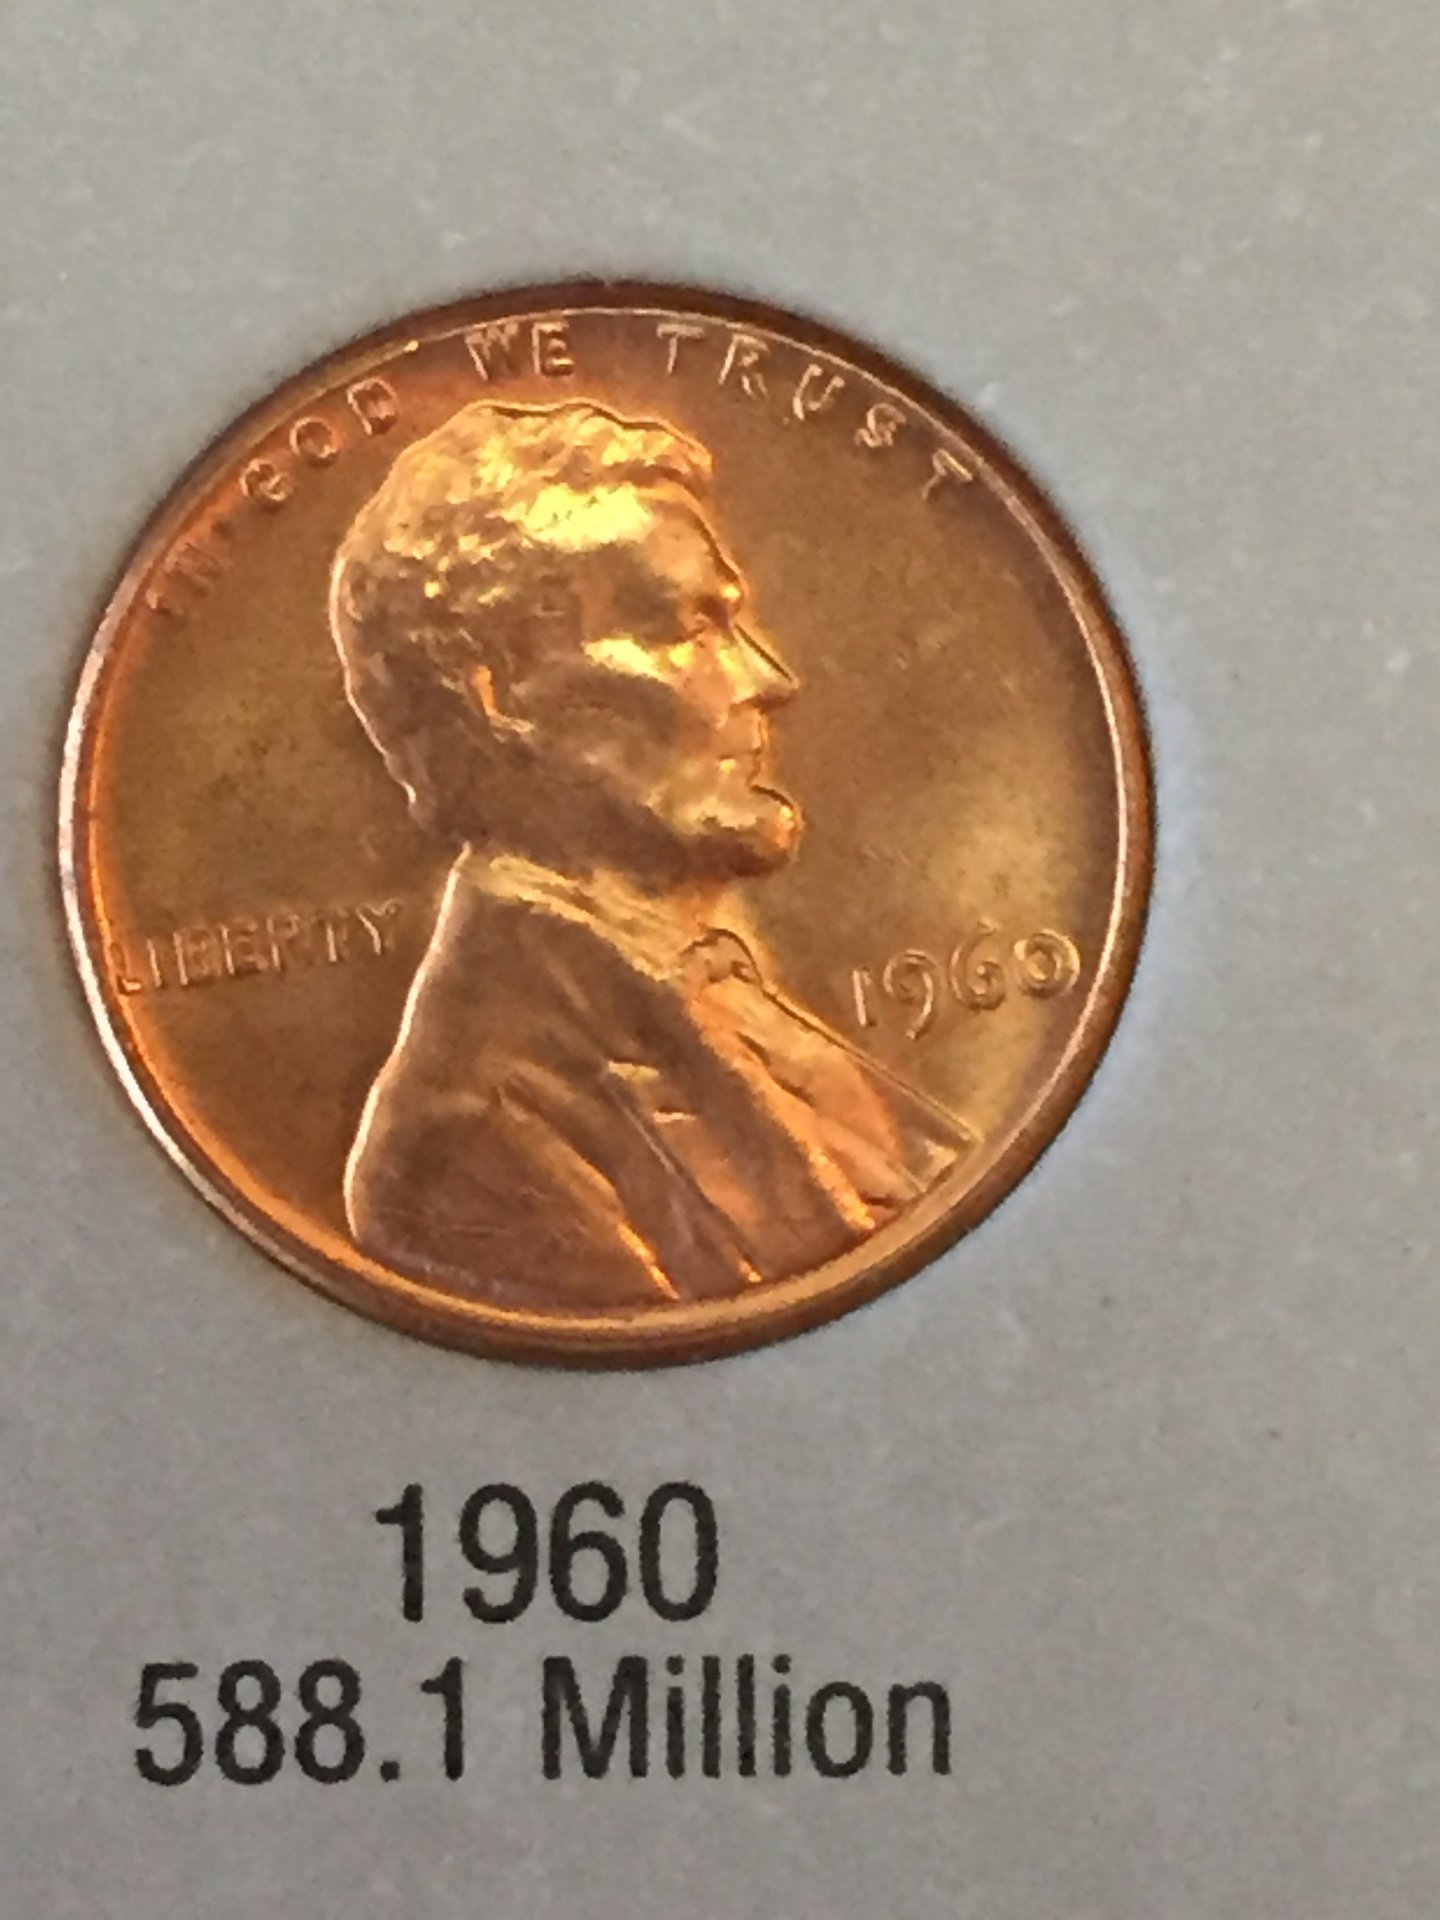 IN GOD WE TRUST
LIBERTY
1960
1960
588.1 Million